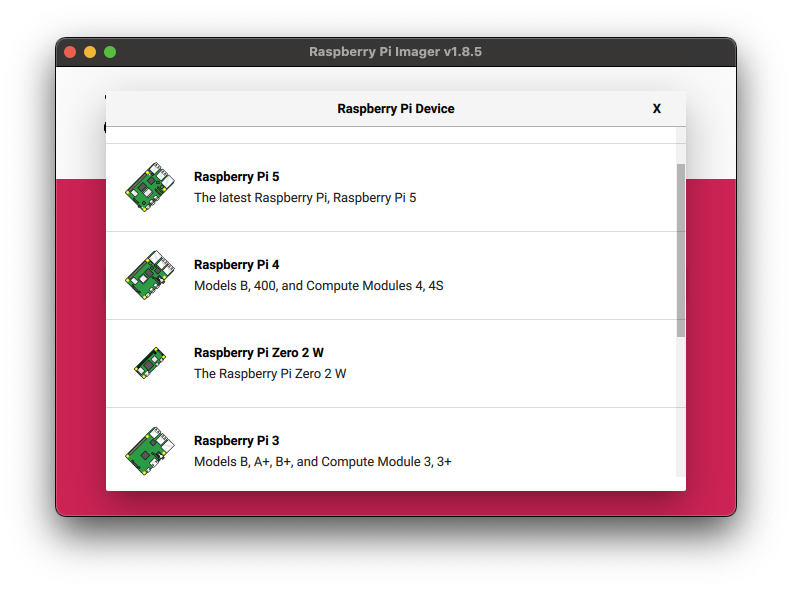 Raspberry Pi Imager v1.8.5
Raspberry Pi Device
X
Raspberry Pi 5
The latest Raspberry Pi, Raspberry Pi 5
Raspberry Pi 4
Models B, 400, and Compute Modules 4, 4S
Raspberry Pi Zero 2 W
The Raspberry Pi Zero 2 W
Raspberry Pi 3
Models B, A+, B+, and Compute Module 3, 3+